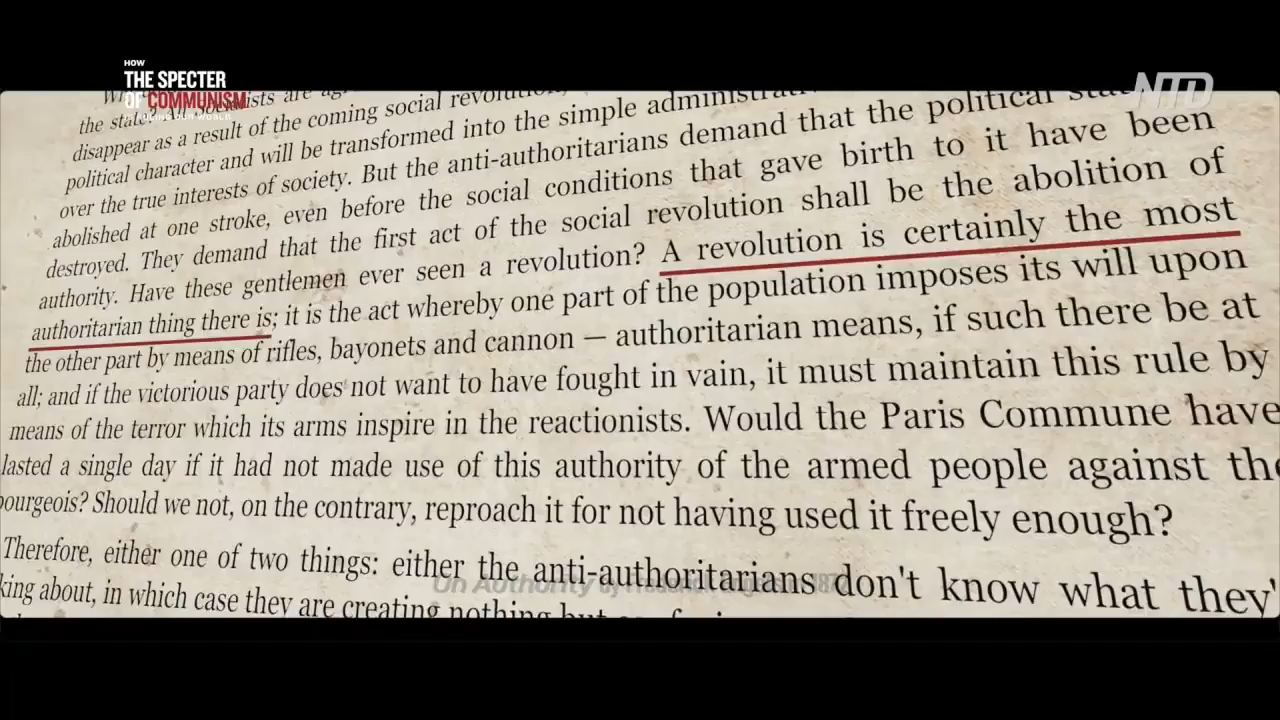 HOW
THE SPECTER
OF COMMUNISM
NTD
the state,
disappear as a result of the coming social revolution,
political character and will be transformed into the simple
over the true interests of society. But the anti-authoritarians demand that the political
abolished at one stroke, even before the social conditions that gave birth to it have been
destroyed. They demand that the first act of the social revolution shall be the abolition of
authority. Have these gentlemen ever seen a revolution? A revolution is certainly the most
authoritarian thing there is; it is the act whereby one part of the population imposes its will upon
the other part by means of rifles, bayonets and cannon — authoritarian means, if such there be at
all; and if the victorious party does not want to have fought in vain, it must maintain this rule by
means of the terror which its arms inspire in the reactionists. Would the Paris Commune have
lasted a single day if it had not made use of this authority of the armed people against the
bourgeois? Should we not, on the contrary, reproach it for not having used it freely enough?
Therefore, either one of two things: either the anti-authoritarians don't know what they'
king about, in which case they are creating nothing but
On Authority by